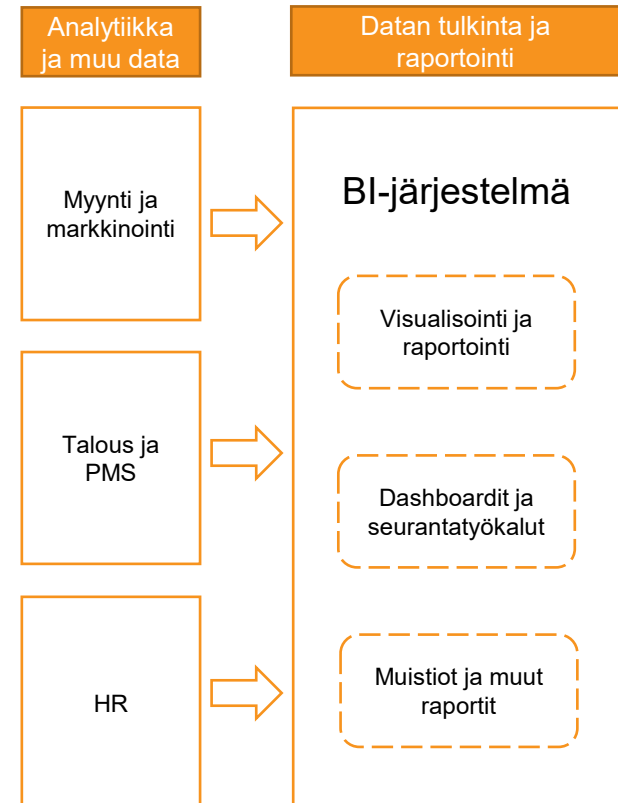 Analytiikka
ja muu data
Datan tulkinta ja
raportointi
Myynti ja
markkinointi
Talous ja
PMS
HR
BI-järjestelmä
Visualisointi ja
raportointi
Dashboardit ja
seurantatyökalut
Muistiot ja muut
raportit